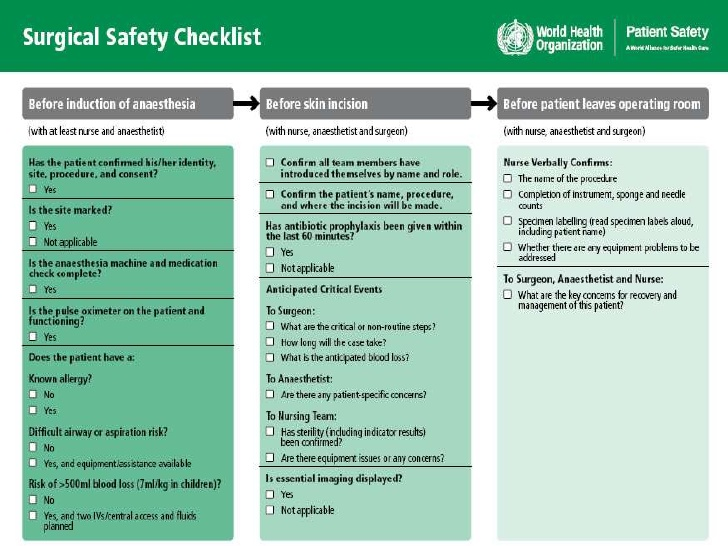 Surgical Safety Checklist
World Health
Organization
Patient Safety
A World Alliance for Safer Health Care
Before induction of anaesthesia
(with at least nurse and anaesthetist)
Has the patient confirmed his/her identity,
site, procedure, and consent?
Yes
Is the site marked?
Yes
Not applicable
Is the anaesthesia machine and medication
check complete?
Yes
Is the pulse oximeter on the patient and
functioning?
Yes
Does the patient have a:
Known allergy?
No
Yes
Difficult airway or aspiration risk?
No
Yes, and equipment/assistance available
Risk of >500ml blood loss (7ml/kg in children)?
No
Yes, and two IVs/central access and fluids
planned
Before skin incision
(with nurse, anaesthetist and surgeon)
Confirm all team members have
introduced themselves by name and role.
Confirm the patient's name, procedure,
and where the incision will be made.
Has antibiotic prophylaxis been given within
the last 60 minutes?
Yes
Not applicable
Anticipated Critical Events
To Surgeon:
What are the critical or non-routine steps?
How long will the case take?
What is the anticipated blood loss?
To Anaesthetist:
Are there any patient-specific concerns?
To Nursing Team:
Has sterility (including indicator results)
been confirmed?
Are there equipment issues or any concerns?
Is essential imaging displayed?
Yes
Not applicable
Before patient leaves operating room
(with nurse, anaesthetist and surgeon)
Nurse Verbally Confirms:
The name of the procedure
Completion of instrument, sponge and needle
counts
Specimen labelling (read specimen labels aloud,
including patient name)
Whether there are any equipment problems to be
addressed
To Surgeon, Anaesthetist and Nurse:
What are the key concerns for recovery and
management of this patient?